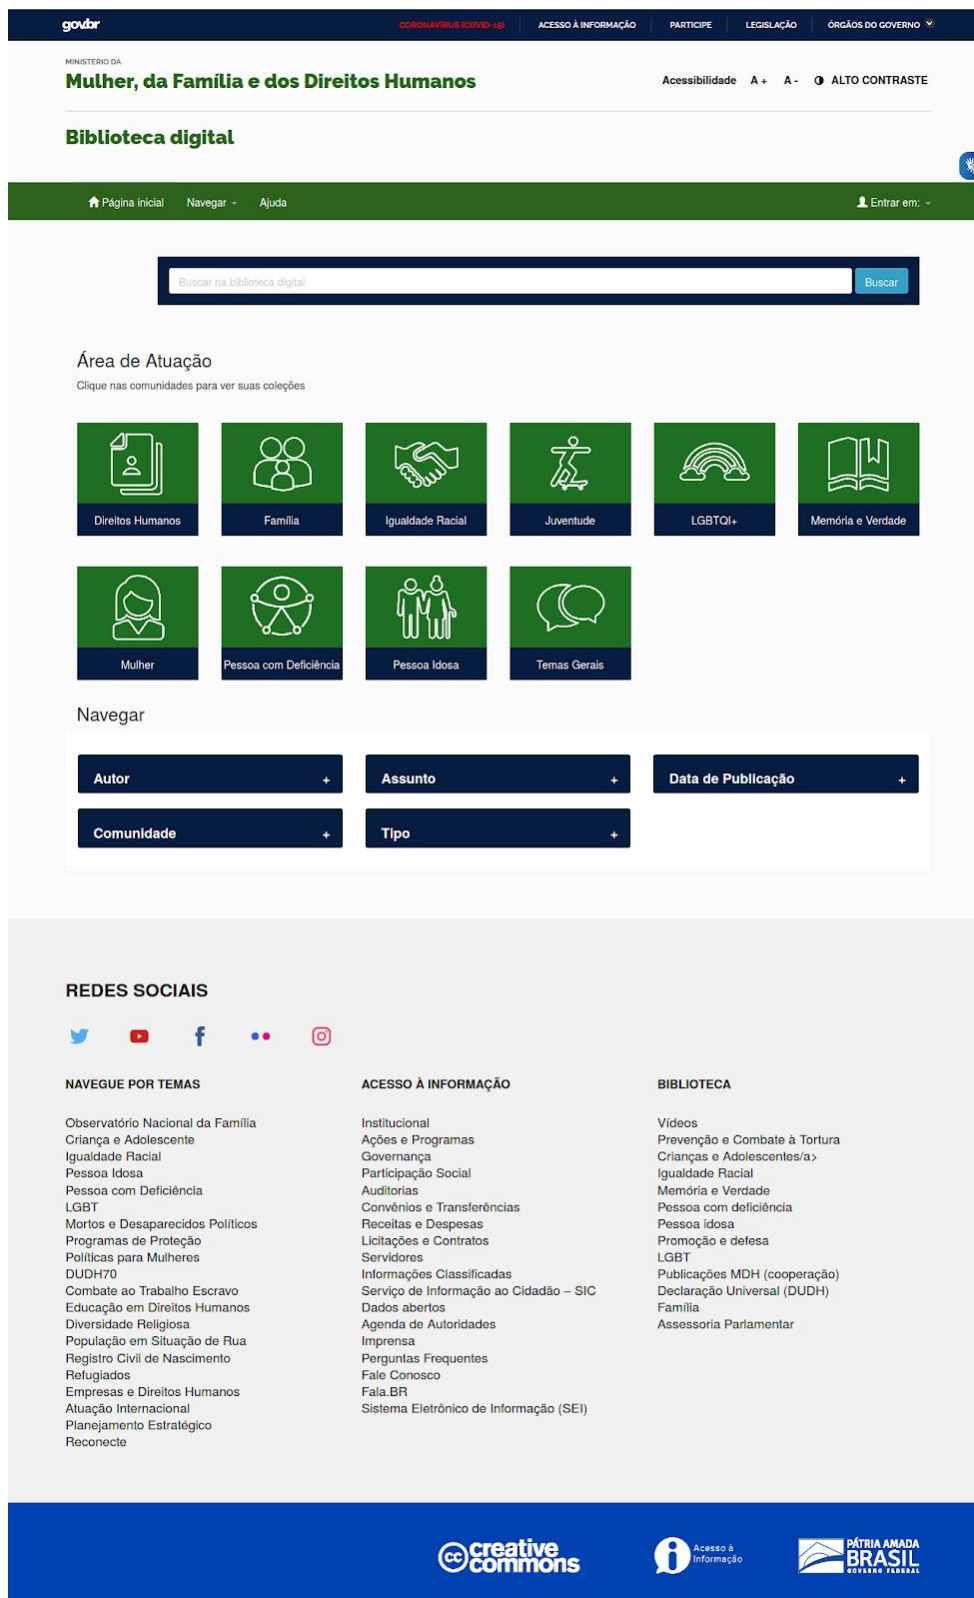 govbr
CORONAVÍRUS (COVID-19)
ACESSO À INFORMAÇÃO
PARTICIPE
LEGISLAÇÃO
ÓRGÃOS DO GOVERNO
MINISTÉRIO DA
Mulher, da Família e dos Direitos Humanos
Acessibilidade A + A - ALTO CONTRASTE
Biblioteca digital
Página inicial Navegar Ajuda
Entrar em:
Buscar na biblioteca digital
Buscar
Área de Atuação
Clique nas comunidades para ver suas coleções
Direitos Humanos
Família
Igualdade Racial
Juventude
LGBTQI+
Memória e Verdade
Mulher
Pessoa com Deficiência
Pessoa Idosa
Temas Gerais
Navegar
Autor +
Assunto +
Data de Publicação +
Comunidade +
Tipo +
REDES SOCIAIS
NAVEGUE POR TEMAS
Observatório Nacional da Família
Criança e Adolescente
Igualdade Racial
Pessoa Idosa
Pessoa com Deficiência
LGBT
Mortos e Desaparecidos Políticos
Programas de Proteção
Políticas para Mulheres
DUDH70
Combate ao Trabalho Escravo
Educação em Direitos Humanos
Diversidade Religiosa
População em Situação de Rua
Registro Civil de Nascimento
Refugiados
Empresas e Direitos Humanos
Atuação Internacional
Planejamento Estratégico
Reconecte
ACESSO À INFORMAÇÃO
Institucional
Ações e Programas
Governança
Participação Social
Auditorias
Convênios e Transferências
Receitas e Despesas
Licitações e Contratos
Servidores
Informações Classificadas
Serviço de Informação ao Cidadão – SIC
Dados abertos
Agenda de Autoridades
Imprensa
Perguntas Frequentes
Fale Conosco
Fala.BR
Sistema Eletrônico de Informação (SEI)
BIBLIOTECA
Vídeos
Prevenção e Combate à Tortura
Crianças e Adolescentes/a>
Igualdade Racial
Memória e Verdade
Pessoa com deficiência
Pessoa idosa
Promoção e defesa
LGBT
Publicações MDH (cooperação)
Declaração Universal (DUDH)
Família
Assessoria Parlamentar
cc creative
commons
Acesso à
Informação
PÁTRIA AMADA
BRASIL
GOVERNO FEDERAL